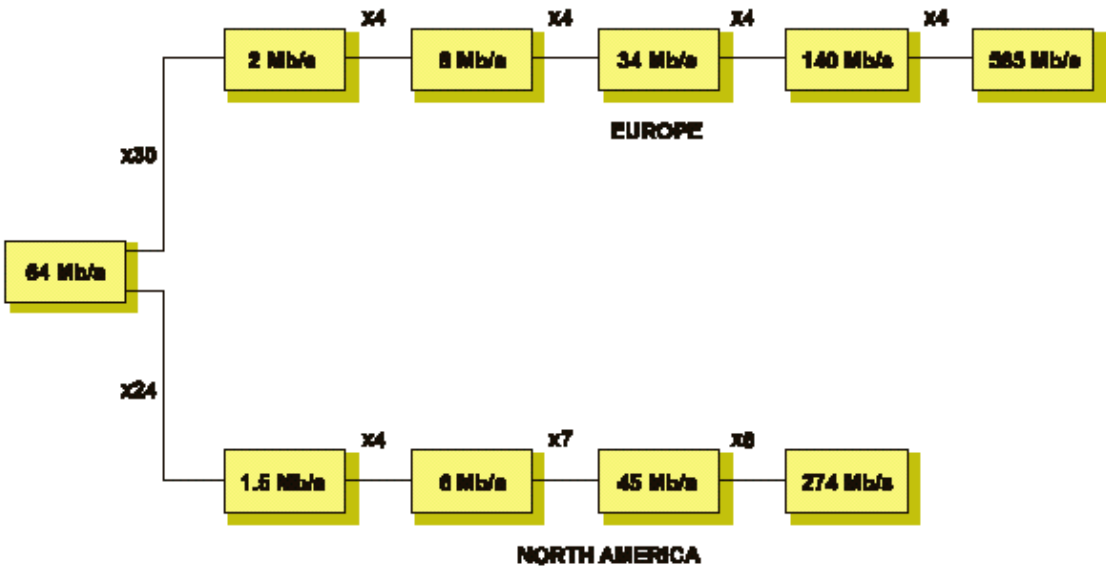 x4 x4 x4 x4
2 Mb/s 8 Mb/s 34 Mb/s 140 Mb/s 565 Mb/s
EUROPE
x30
64 Mb/s
x24
x4 x7 x6
1.5 Mb/s 6 Mb/s 45 Mb/s 274 Mb/s
NORTH AMERICA